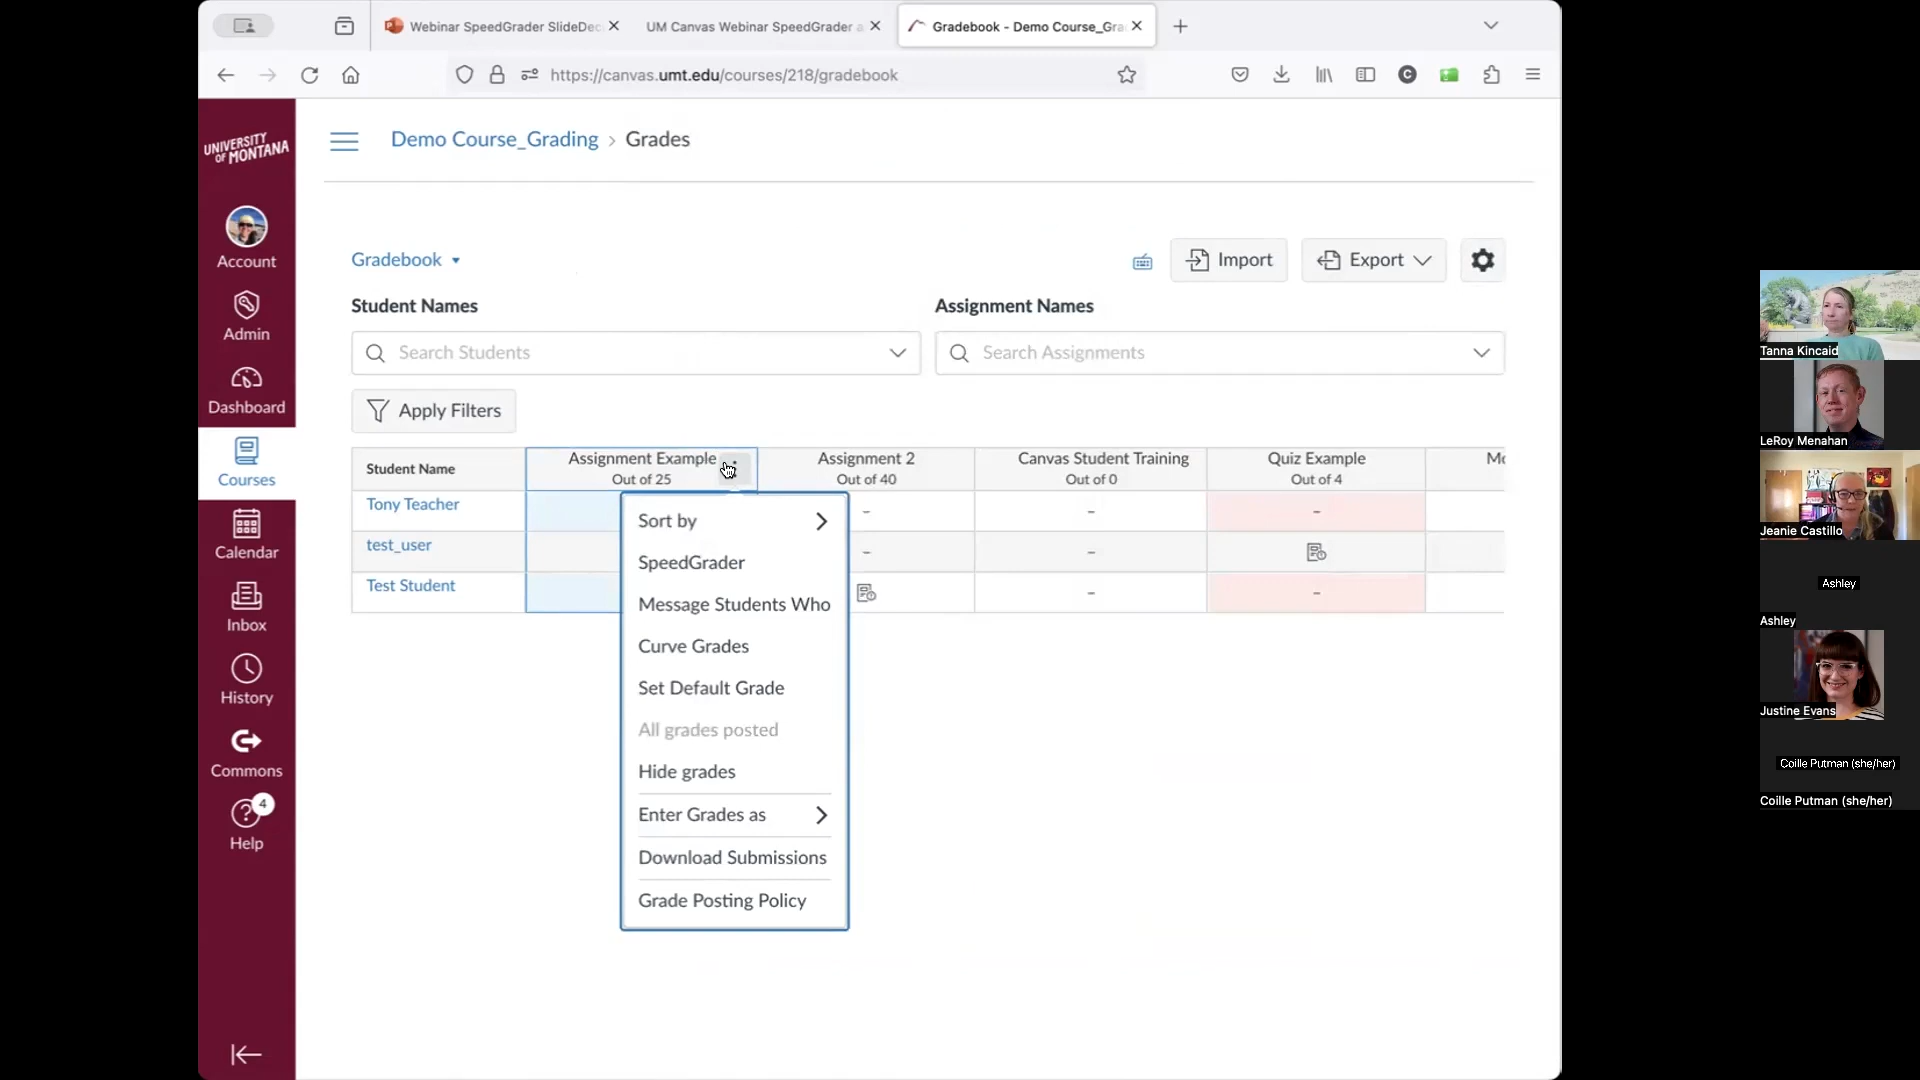 Webinar SpeedGrader SlideDec
UM Canvas Webinar SpeedGrader a
Gradebook - Demo Course_Gra
https://canvas.umt.edu/courses/218/gradebook
C
UNIVERSITY
OF MONTANA
Account
Admin
Dashboard
Courses
Calendar
Inbox
History
Commons
4
Help
Demo Course_Grading › Grades
Gradebook
Import
Export
Student Names
Assignment Names
Search Students
Search Assignments
Apply Filters
Student Name
Assignment Example
Out of 25
Assignment 2
Out of 40
Canvas Student Training
Out of 0
Quiz Example
Out of 4
Tony Teacher
– – –
test_user
– –
Test Student
– –
Sort by
SpeedGrader
Message Students Who
Curve Grades
Set Default Grade
All grades posted
Hide grades
Enter Grades as
Download Submissions
Grade Posting Policy
Tanna Kincaid
LeRoy Menahan
Jeanie Castillo
Ashley
Ashley
Justine Evans
Coille Putman (she/her)
Coille Putman (she/her)